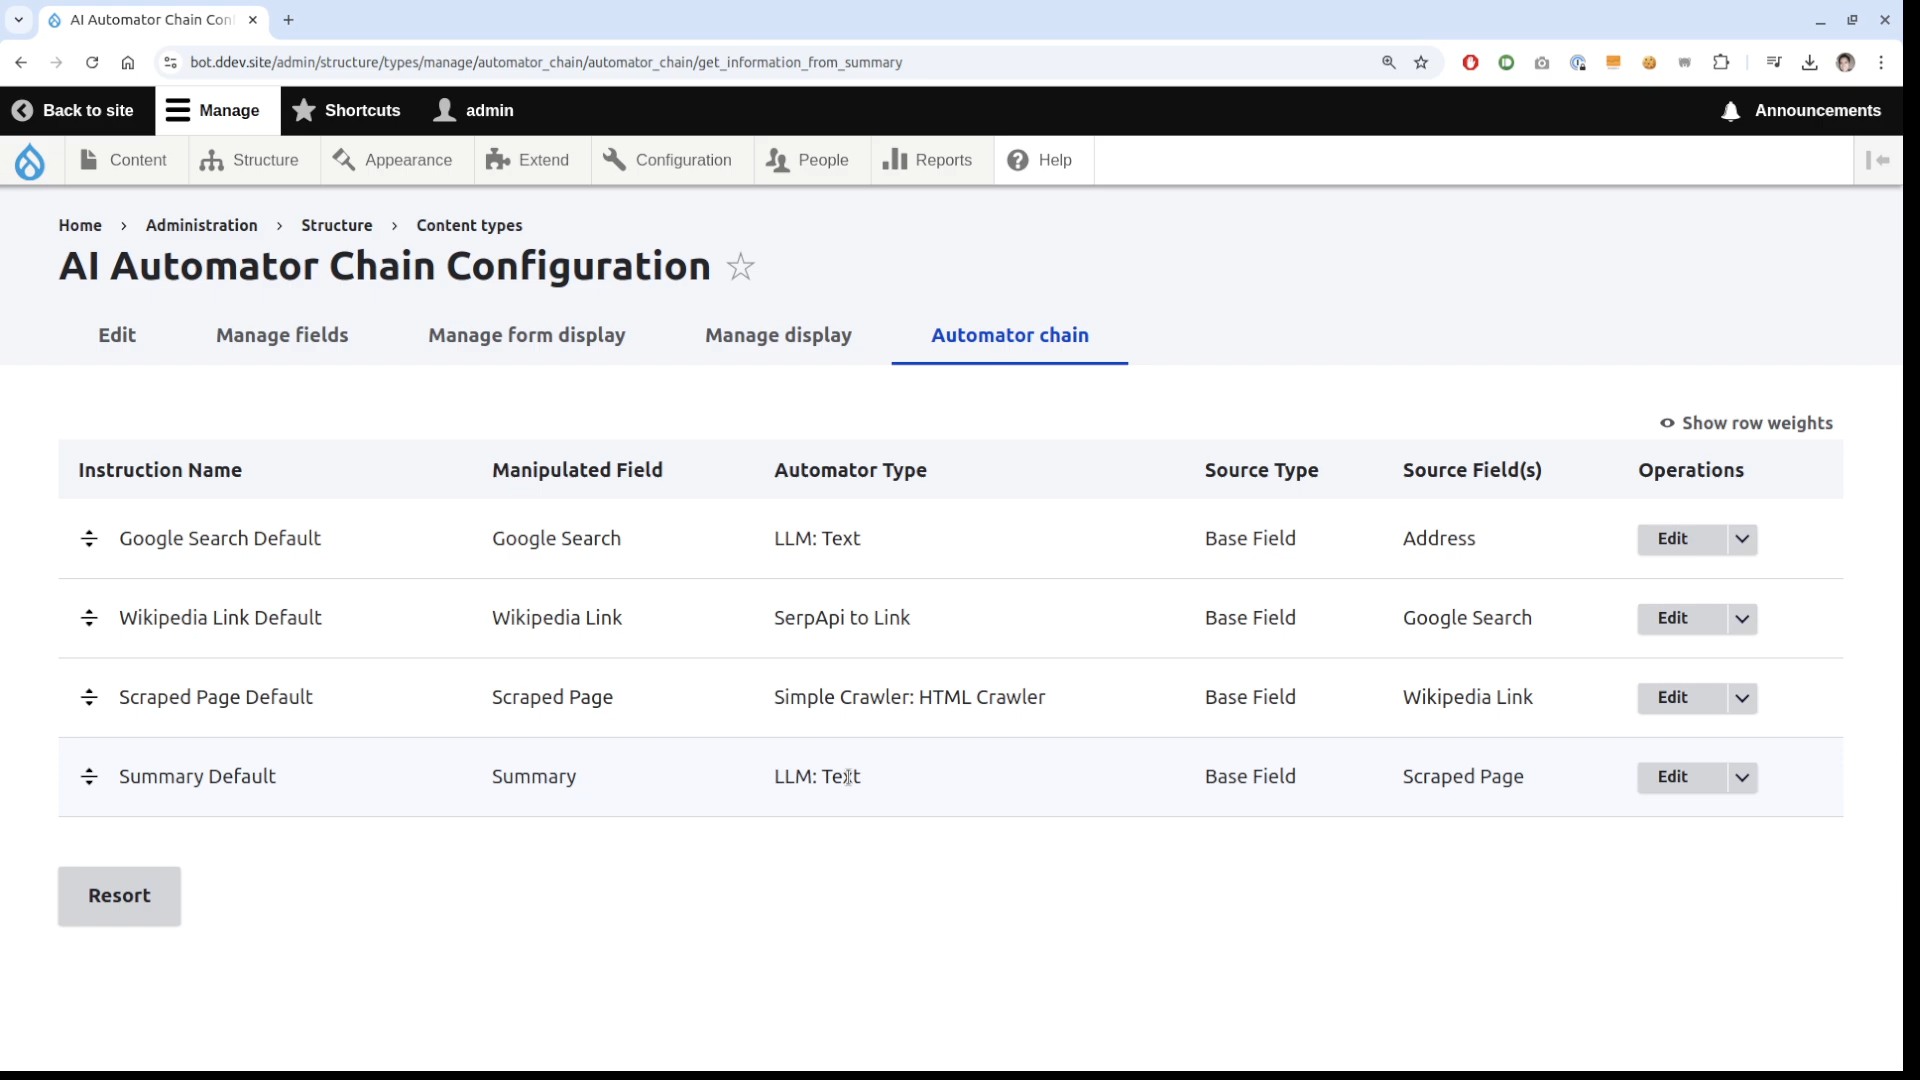 AI Automator Chain Con
bot.ddev.site/admin/structure/types/manage/automator_chain/automator_chain/get_information_from_summary
Back to site Manage Shortcuts admin Announcements
Content Structure Appearance Extend Configuration People Reports Help
Home › Administration › Structure › Content types
AI Automator Chain Configuration
Edit Manage fields Manage form display Manage display Automator chain
Show row weights
Instruction Name Manipulated Field Automator Type Source Type Source Field(s) Operations
Google Search Default Google Search LLM: Text Base Field Address Edit
Wikipedia Link Default Wikipedia Link SerpApi to Link Base Field Google Search Edit
Scraped Page Default Scraped Page Simple Crawler: HTML Crawler Base Field Wikipedia Link Edit
Summary Default Summary LLM: Text Base Field Scraped Page Edit
Resort